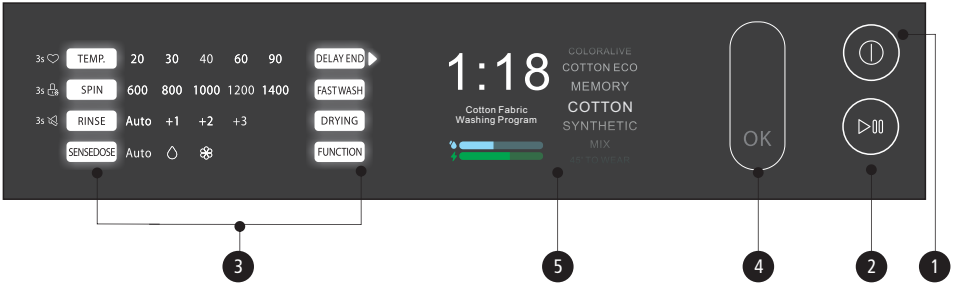 3s TEMP. 20 30 40 60 90 DELAY END
3s SPIN 600 800 1000 1200 1400 FAST WASH
3s RINSE Auto +1 +2 +3 DRYING
SENSEDOSE Auto FUNCTION
1:18
Cotton Fabric
Washing Program
COLORALIVE
COTTON ECO
MEMORY
COTTON
SYNTHETIC
MIX
OK
3
5
4
2
1